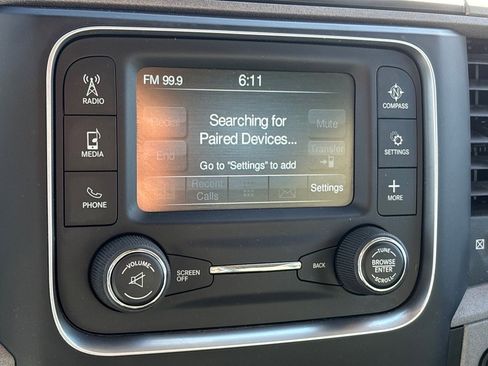 FM 99.9 6:11
RADIO
COMPASS
Searching for
Paired Devices...
Redial
Mute
MEDIA
SETTINGS
End
Transfer
Go to "Settings" to add
PHONE
Recent
Calls
Settings
MORE
VOLUME
SCREEN
OFF
BACK
TUNE
BROWSE
ENTER
SCROLL